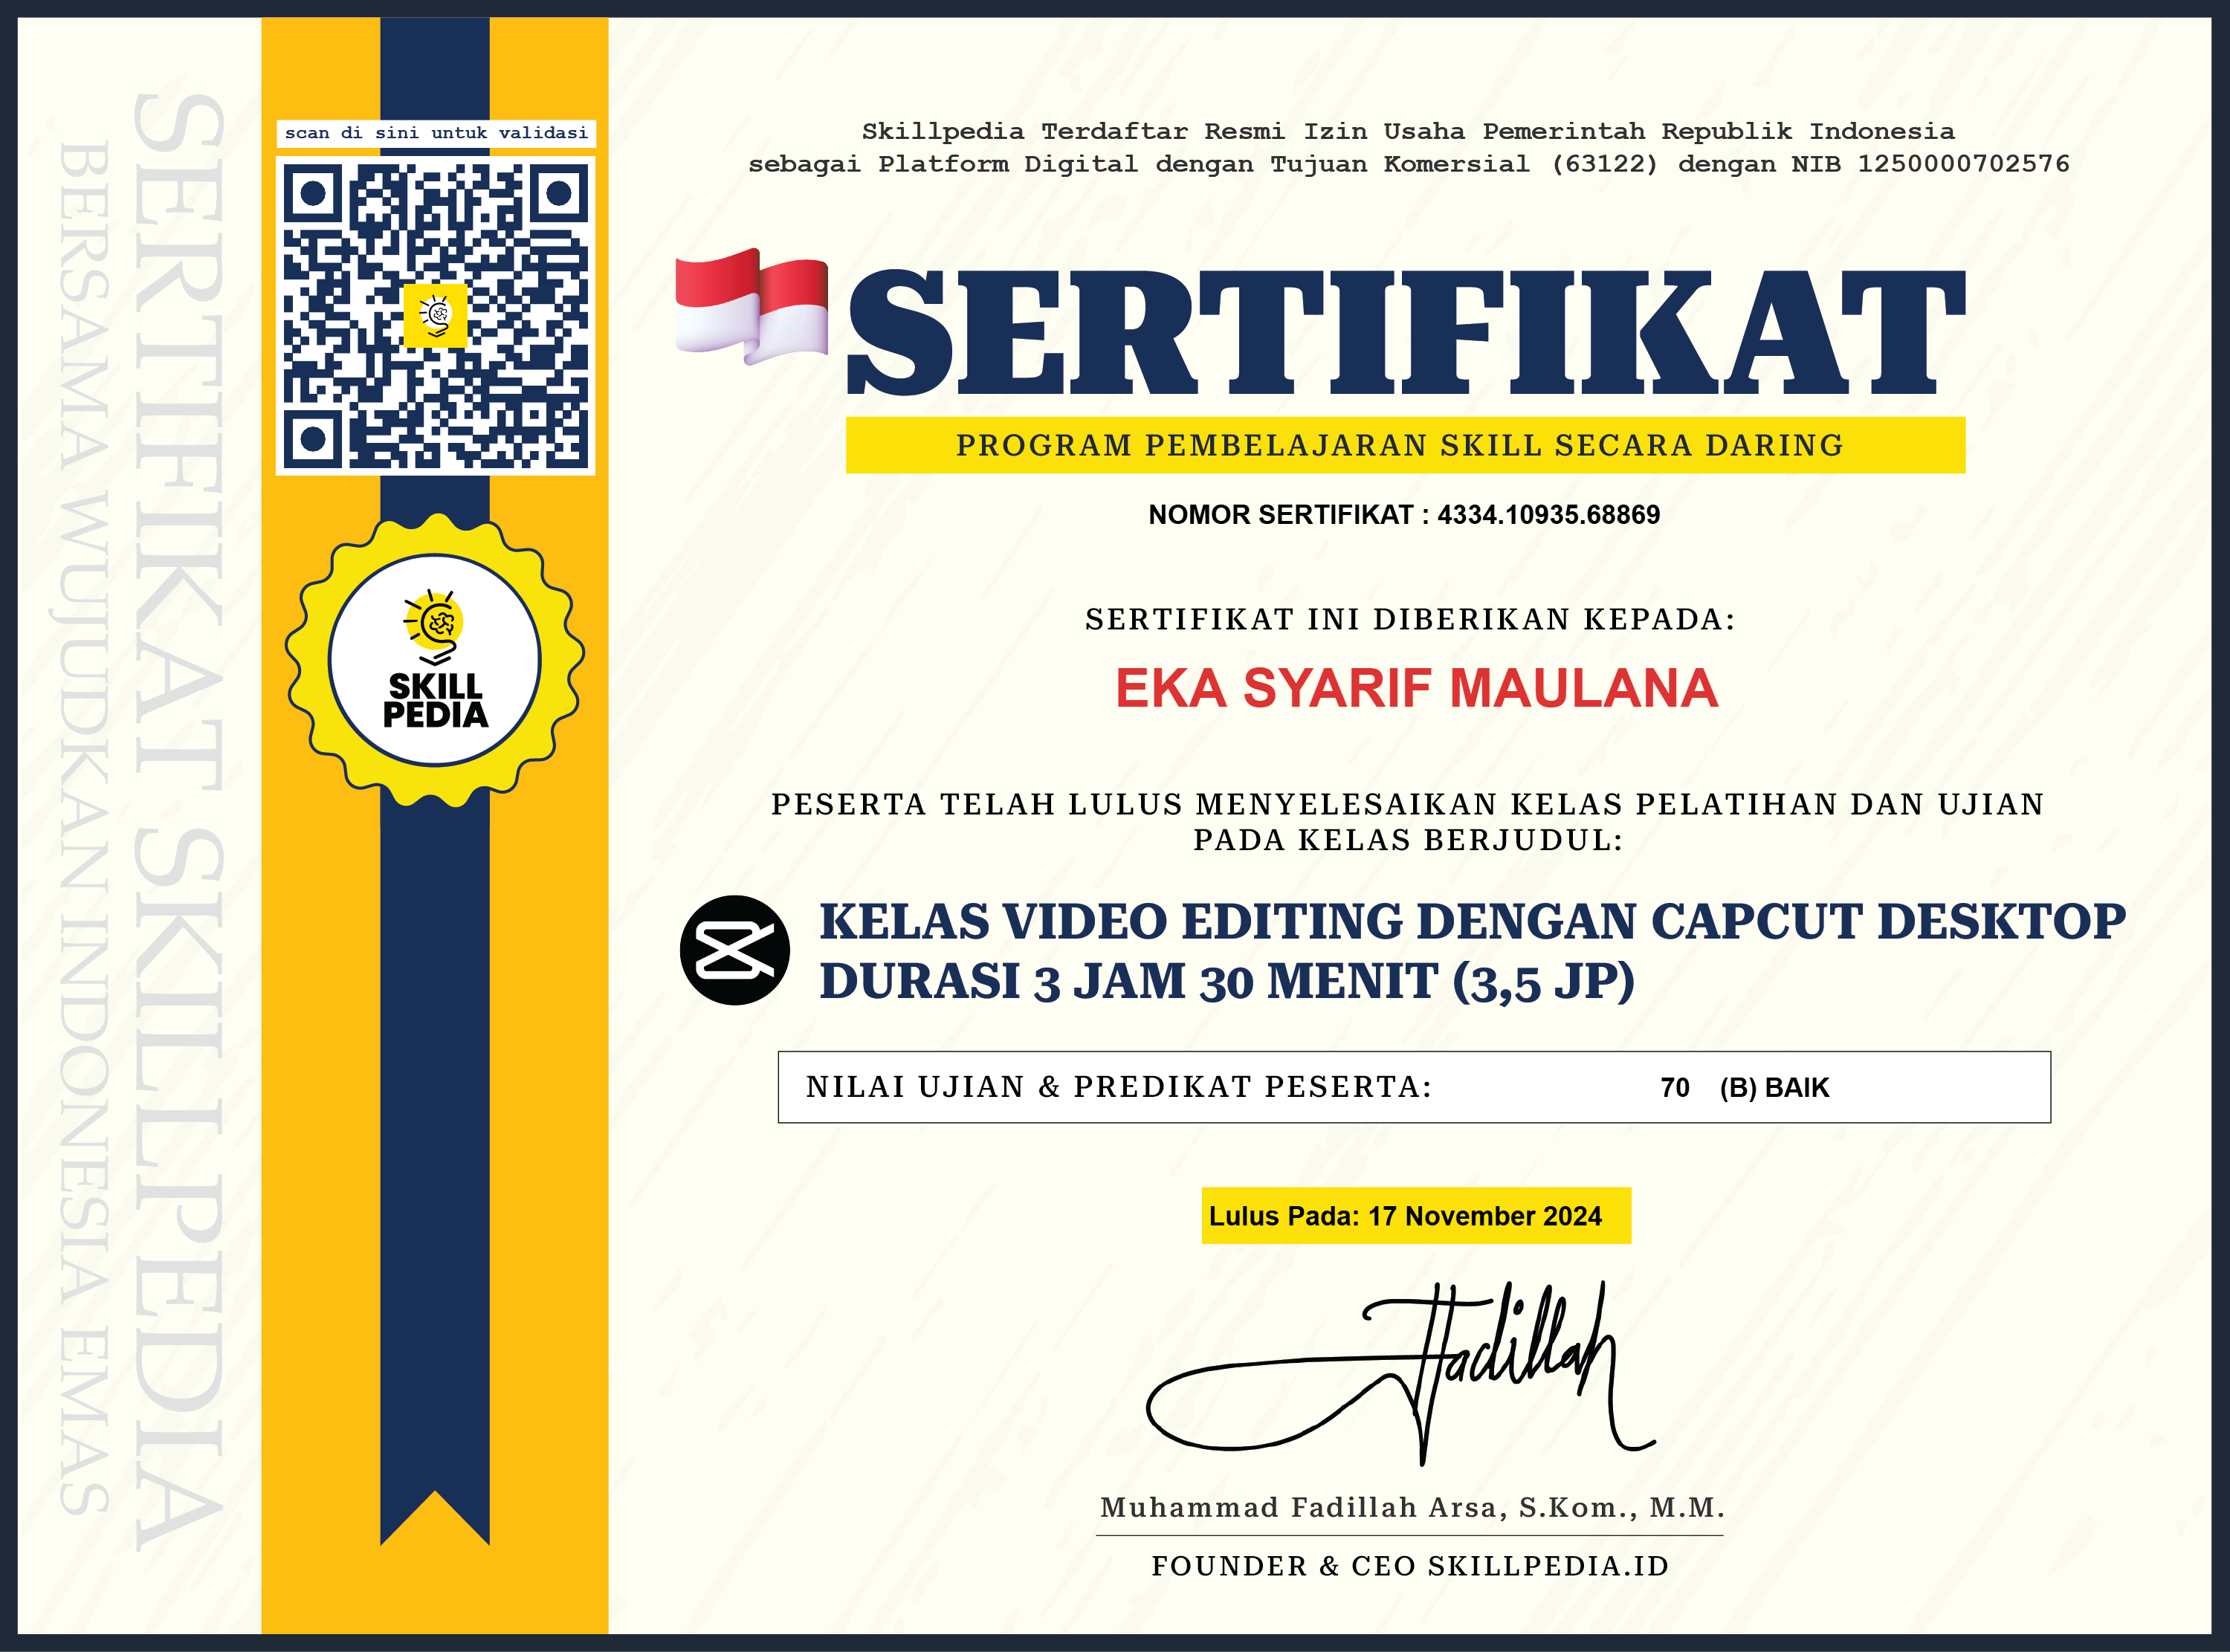 SERTIFIKAT SKILLPEDIA
BERSAMA WUJUDKAN INDONESIA EMAS
scan di sini untuk validasi
SKILL
PEDIA
Skillpedia Terdaftar Resmi Izin Usaha Pemerintah Republik Indonesia
sebagai Platform Digital dengan Tujuan Komersial (63122) dengan NIB 1250000702576
SERTIFIKAT
PROGRAM PEMBELAJARAN SKILL SECARA DARING
NOMOR SERTIFIKAT : 4334.10935.68869
SERTIFIKAT INI DIBERIKAN KEPADA:
EKA SYARIF MAULANA
PESERTA TELAH LULUS MENYELESAIKAN KELAS PELATIHAN DAN UJIAN
PADA KELAS BERJUDUL:
KELAS VIDEO EDITING DENGAN CAPCUT DESKTOP
DURASI 3 JAM 30 MENIT (3,5 JP)
NILAI UJIAN & PREDIKAT PESERTA: 70 (B) BAIK
Lulus Pada: 17 November 2024
Fadillah
Muhammad Fadillah Arsa, S.Kom., M.M.
FOUNDER & CEO SKILLPEDIA.ID